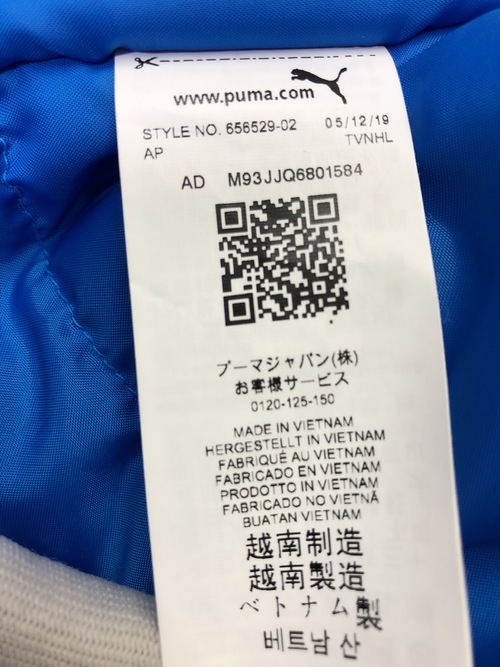 www.puma.com
STYLE NO. 656529-02 05/12/19
AP TVNHL
AD M93JJQ6801584
プーマジャパン(株)
お客様サービス
0120-125-150
MADE IN VIETNAM
HERGESTELLT IN VIETNAM
FABRIQUÉ AU VIETNAM
FABRICADO EN VIETNAM
PRODOTTO IN VIETNAM
FABRICADO NO VIETNÃ
BUATAN VIETNAM
越南制造
越南製造
ベトナム製
베트남 산